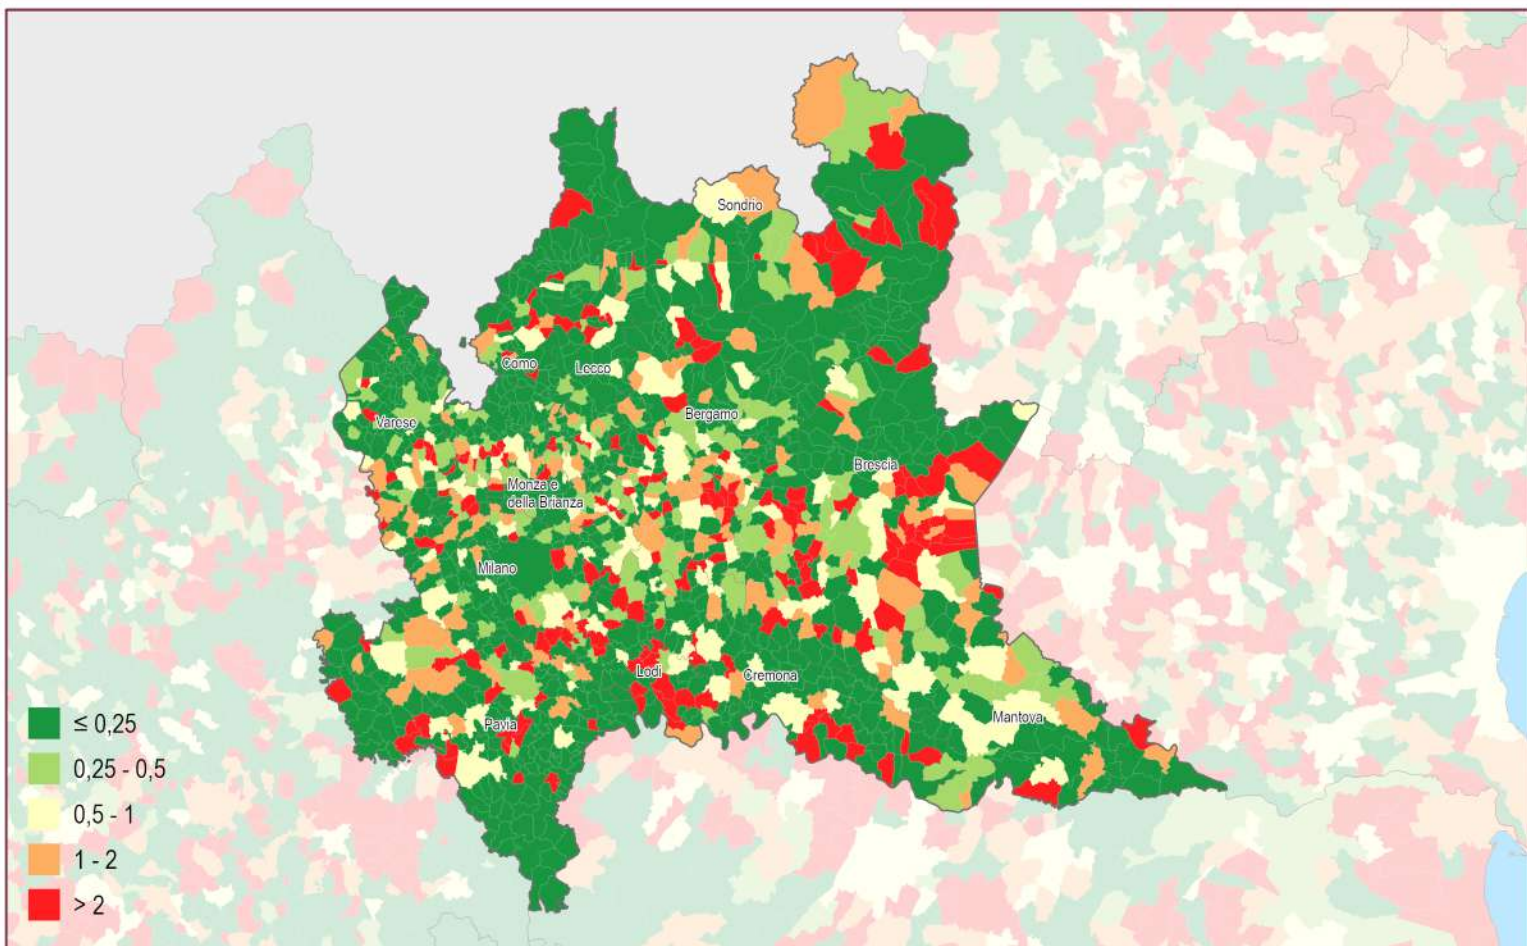 Sondrio
Como
Lecco
Varese
Bergamo
Brescia
Monza e
della Brianza
Milano
Lodi
Cremona
Pavia
Mantova
≤ 0,25
0,25 - 0,5
0,5 - 1
1 - 2
> 2